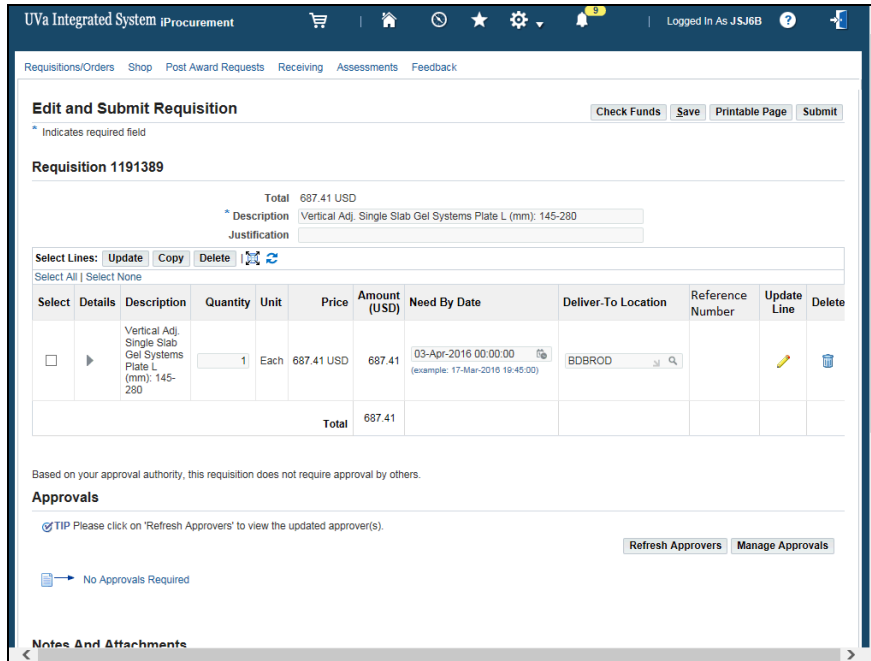 UVa Integrated System iProcurement
9
Logged In As JSJ6B
?
Requisitions/Orders Shop Post Award Requests Receiving Assessments Feedback
Edit and Submit Requisition
Check Funds Save Printable Page Submit
* Indicates required field
Requisition 1191389
Total 687.41 USD
* Description Vertical Adj. Single Slab Gel Systems Plate L (mm): 145-280
Justification
Select Lines: Update Copy Delete |
Select All | Select None
Select Details Description Quantity Unit Price Amount (USD) Need By Date Deliver-To Location Reference Number Update Line Delete
Vertical Adj.
Single Slab
Gel Systems
Plate L
(mm): 145-
280
1 Each 687.41 USD 687.41 03-Apr-2016 00:00:00 BDBROD
(example: 17-Mar-2016 19:45:00)
Total 687.41
Based on your approval authority, this requisition does not require approval by others.
Approvals
TIP Please click on 'Refresh Approvers' to view the updated approver(s).
Refresh Approvers Manage Approvals
No Approvals Required
Notes And Attachments